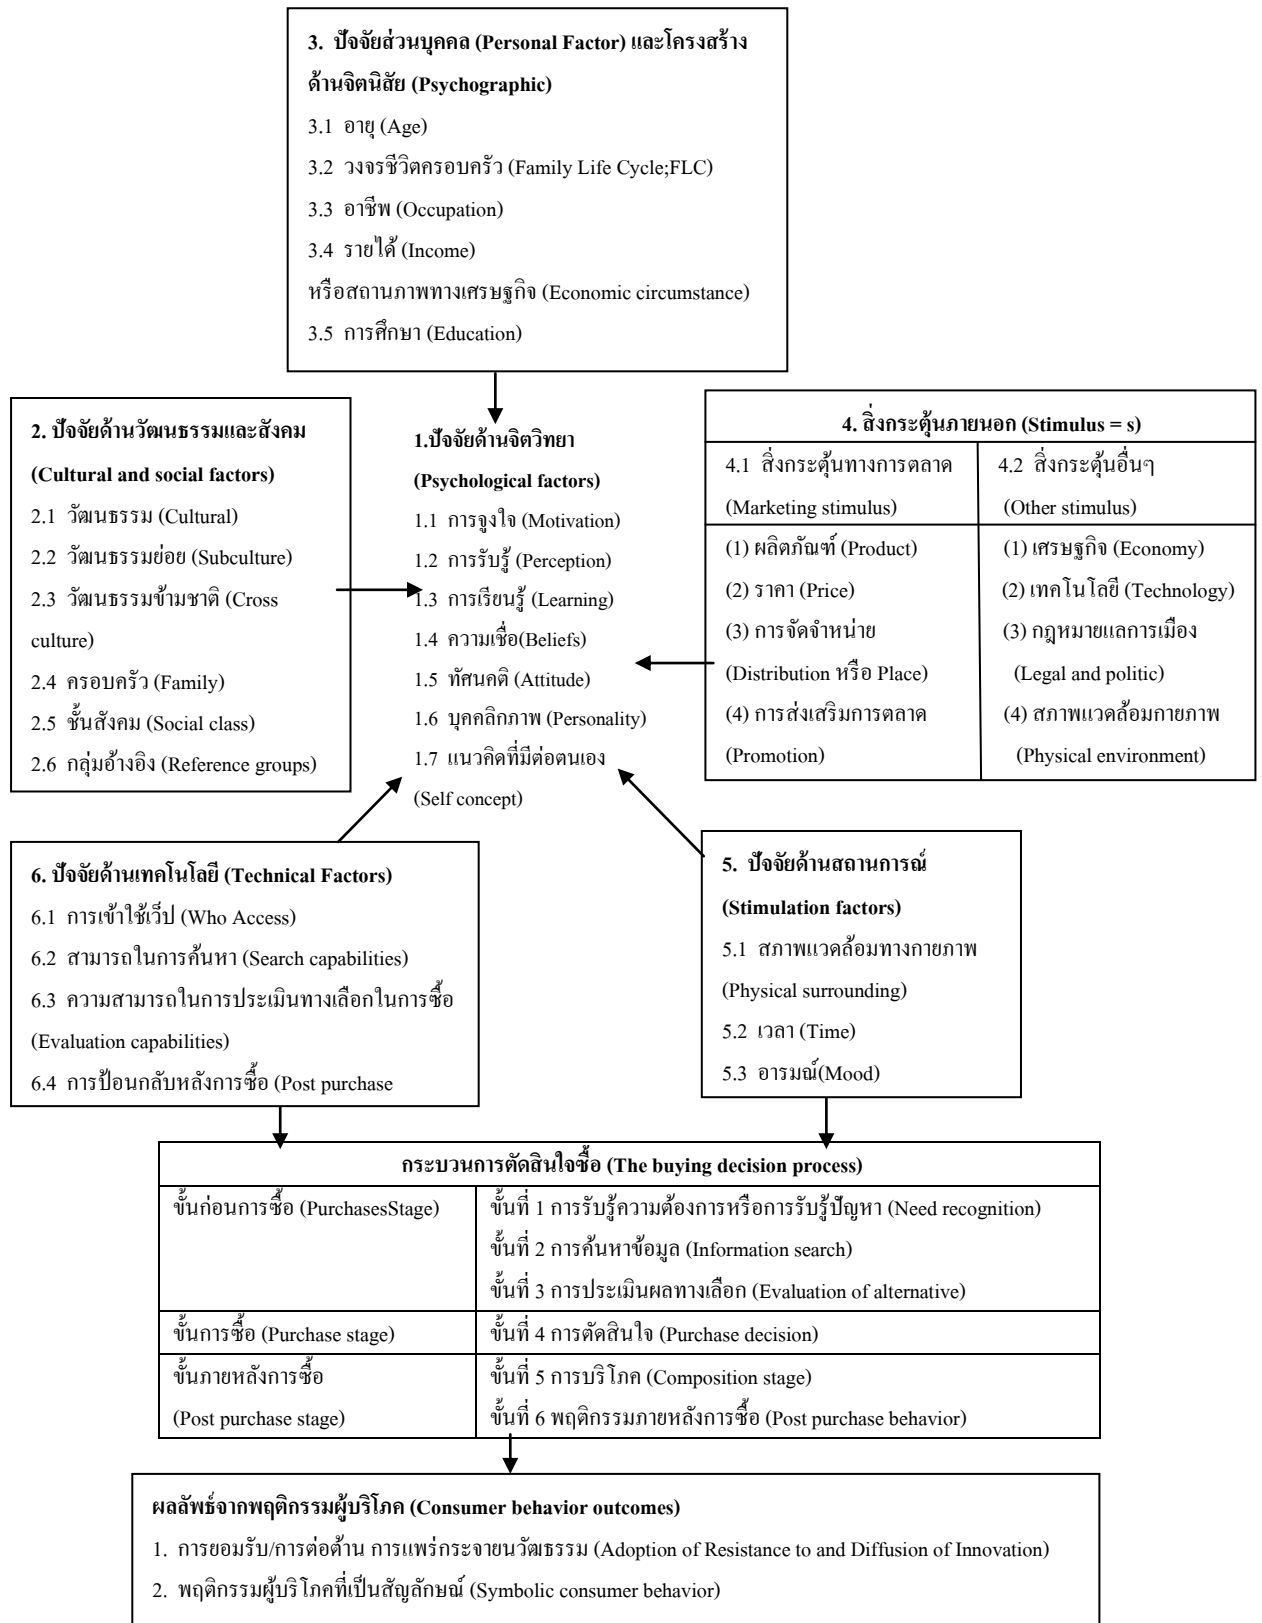 3. ปัจจัยส่วนบุคคล (Personal Factor) และโครงสร้าง
ด้านจิตนิสัย (Psychographic)
3.1 อายุ (Age)
3.2 วงจรชีวิตครอบครัว (Family Life Cycle;FLC)
3.3 อาชีพ (Occupation)
3.4 รายได้ (Income)
หรือสถานภาพทางเศรษฐกิจ (Economic circumstance)
3.5 การศึกษา (Education)
2. ปัจจัยด้านวัฒนธรรมและสังคม
(Cultural and social factors)
2.1 วัฒนธรรม (Cultural)
2.2 วัฒนธรรมย่อย (Subculture)
2.3 วัฒนธรรมข้ามชาติ (Cross
culture)
2.4 ครอบครัว (Family)
2.5 ชั้นสังคม (Social class)
2.6 กลุ่มอ้างอิง (Reference groups)
1.ปัจจัยด้านจิตวิทยา
(Psychological factors)
1.1 การจูงใจ (Motivation)
1.2 การรับรู้ (Perception)
1.3 การเรียนรู้ (Learning)
1.4 ความเชื่อ(Beliefs)
1.5 ทัศนคติ (Attitude)
1.6 บุคคลิกภาพ (Personality)
1.7 แนวคิดที่มีต่อตนเอง
(Self concept)
4. สิ่งกระตุ้นภายนอก (Stimulus = s)
4.1 สิ่งกระตุ้นทางการตลาด
(Marketing stimulus)
4.2 สิ่งกระตุ้นอื่นๆ
(Other stimulus)
(1) ผลิตภัณฑ์ (Product)
(2) ราคา (Price)
(3) การจัดจำหน่าย
(Distribution หรือ Place)
(4) การส่งเสริมการตลาด
(Promotion)
(1) เศรษฐกิจ (Economy)
(2) เทคโนโลยี (Technology)
(3) กฎหมายแลการเมือง
(Legal and politic)
(4) สภาพแวดล้อมกายภาพ
(Physical environment)
6. ปัจจัยด้านเทคโนโลยี (Technical Factors)
6.1 การเข้าใช้เว็ป (Who Access)
6.2 สามารถในการค้นหา (Search capabilities)
6.3 ความสามารถในการประเมินทางเลือกในการซื้อ
(Evaluation capabilities)
6.4 การป้อนกลับหลังการซื้อ (Post purchase
5. ปัจจัยด้านสถานการณ์
(Stimulation factors)
5.1 สภาพแวดล้อมทางกายภาพ
(Physical surrounding)
5.2 เวลา (Time)
5.3 อารมณ์(Mood)
กระบวนการตัดสินใจซื้อ (The buying decision process)
ขั้นก่อนการซื้อ (PurchasesStage)
ขั้นที่ 1 การรับรู้ความต้องการหรือการรับรู้ปัญหา (Need recognition)
ขั้นที่ 2 การค้นหาข้อมูล (Information search)
ขั้นที่ 3 การประเมินผลทางเลือก (Evaluation of alternative)
ขั้นการซื้อ (Purchase stage)
ขั้นที่ 4 การตัดสินใจ (Purchase decision)
ขั้นภายหลังการซื้อ
(Post purchase stage)
ขั้นที่ 5 การบริโภค (Composition stage)
ขั้นที่ 6 พฤติกรรมภายหลังการซื้อ (Post purchase behavior)
ผลลัพธ์จากพฤติกรรมผู้บริโภค (Consumer behavior outcomes)
1. การยอมรับ/การต่อต้าน การแพร่กระจายนวัฒธรรม (Adoption of Resistance to and Diffusion of Innovation)
2. พฤติกรรมผู้บริโภคที่เป็นสัญลักษณ์ (Symbolic consumer behavior)